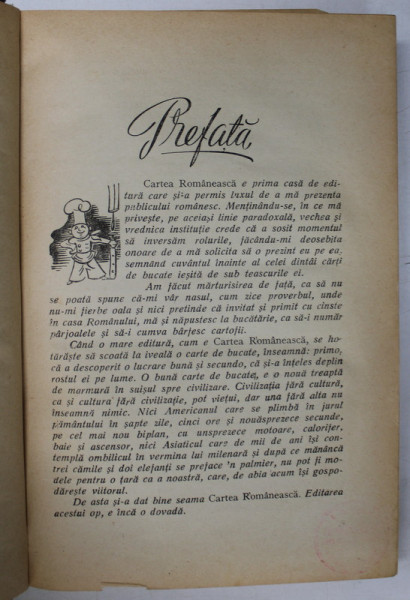 Prefață
Cartea Românească e prima casă de edi-
tură care și-a permis luxul de a mă prezenta
publicului românesc. Menținându-se, în ce mă
privește, pe aceiași linie paradoxală, vechea și
vrednica instituție crede că a sosit momentul
să inversăm rolurile, făcându-mi deosebita
onoare de a mă solicita să o prezint eu pe ea,
semnând cuvântul înainte al celei dintâi cărți
de bucate ieșită de sub teascurile ei.
Am făcut mărturisirea de față, ca să nu
se poată spune că-mi vâr nasul, cum zice proverbul, unde
nu-mi fierbe oala și nici pretinde că invitat și primit cu cinste
în casa Românului, mă și năpustesc la bucătărie, ca să-i număr
pârjoalele și să-i cumva bârfesc cartofii.
Când o mare editură, cum e Cartea Românească, se ho-
tărăște să scoată la iveală o carte de bucate, înseamnă: primo,
că a descoperit o lucrare bună și secundo, că și-a înțeles deplin
rostul ei pe lume. O bună carte de bucate, e o nouă treaptă
de marmură în suișul spre civilizare. Civilizația fără cultură,
ca și cultura fără civilizație, pot viețui, dar una fără alta nu
înseamnă nimic. Nici Americanul care se plimbă în jurul
pământului în șapte zile, cinci ore și nouăsprezece secunde,
pe cel mai nou biplan, cu unsprezece motoare, calorifer,
baie și ascensor, nici Asiaticul care de mii de ani își con-
templă ombilicul în vermina lui milenară și după ce mănâncă
trei cămile și doi elefanți se preface 'n palmier, nu pot fi mo-
dele pentru o țară ca a noastră, care, de abia acum își gospo-
dărește viitorul.
De asta și-a dat bine seama Cartea Românească. Editarea
acestui op, e încă o dovadă.